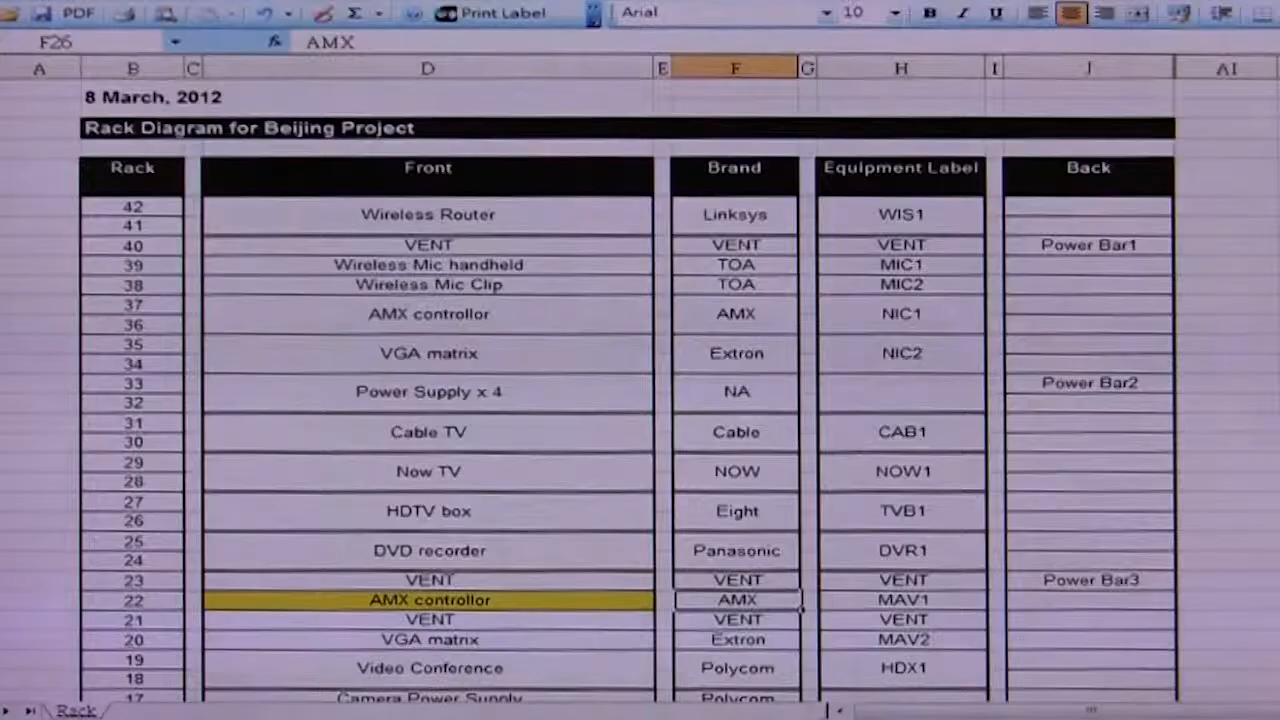 PDF Σ Print Label Arial 10 B I U
F26 fx AMX
A B C D E F G H I J AI
8 March, 2012
Rack Diagram for Beijing Project
Rack Front Brand Equipment Label Back
42
Wireless Router Linksys WIS1
41
40 VENT VENT VENT Power Bar1
39 Wireless Mic handheld TOA MIC1
38 Wireless Mic Clip TOA MIC2
37
AMX controllor AMX NIC1
36
35
VGA matrix Extron NIC2
34
33 Power Bar2
Power Supply x 4 NA
32
31
Cable TV Cable CAB1
30
29
Now TV NOW NOW1
28
27
HDTV box Eight TVB1
26
25
DVD recorder Panasonic DVR1
24
23 VENT VENT VENT Power Bar3
22 AMX controllor AMX MAV1
21 VENT VENT VENT
20 VGA matrix Extron MAV2
19
Video Conference Polycom HDX1
18
17 Camera Power Supply Polycom
Rack